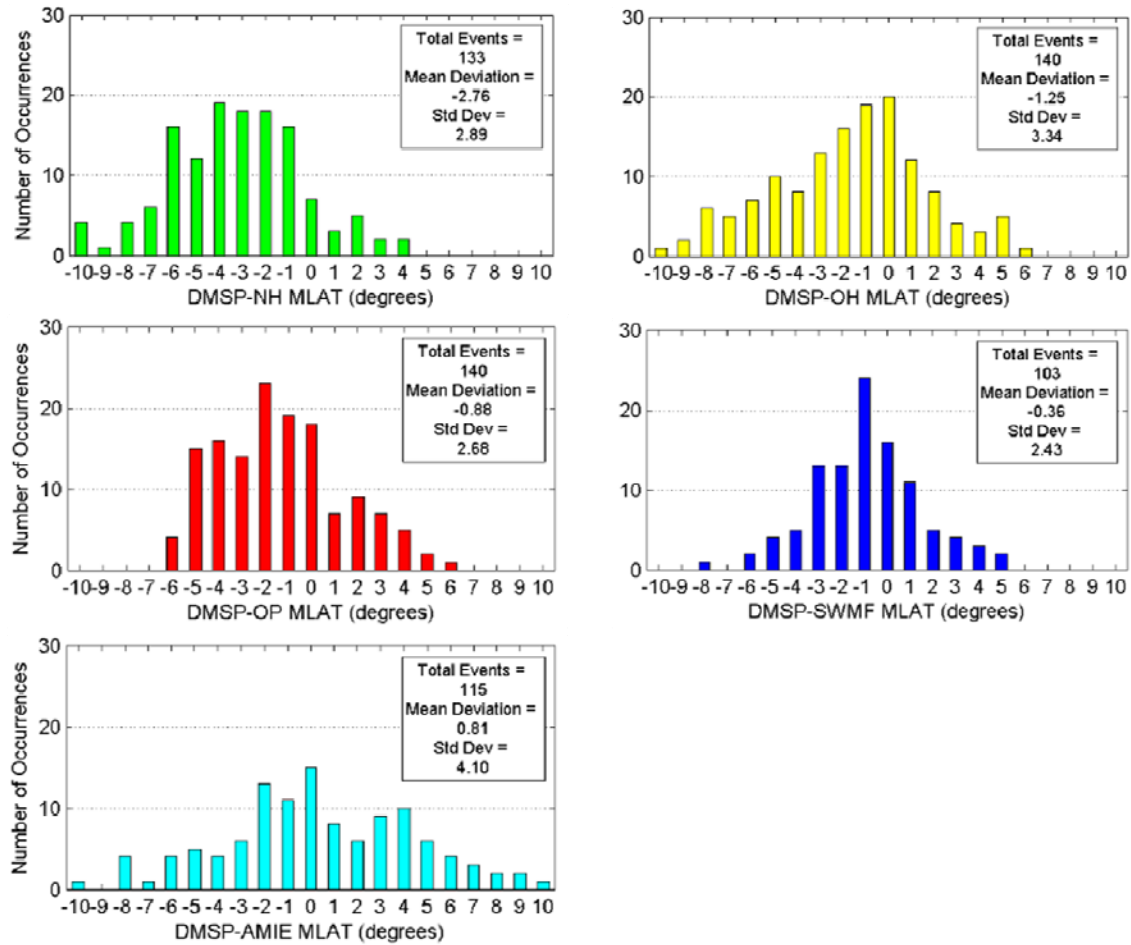 30
20
10
0
Number of Occurrences
Total Events =
133
Mean Deviation =
-2.76
Std Dev =
2.89
-10 -9 -8 -7 -6 -5 -4 -3 -2 -1 0 1 2 3 4 5 6 7 8 9 10
DMSP-NH MLAT (degrees)
30
20
10
0
Total Events =
140
Mean Deviation =
-1.25
Std Dev =
3.34
-10 -9 -8 -7 -6 -5 -4 -3 -2 -1 0 1 2 3 4 5 6 7 8 9 10
DMSP-OH MLAT (degrees)
30
20
10
0
Number of Occurrences
Total Events =
140
Mean Deviation =
-0.88
Std Dev =
2.68
-10 -9 -8 -7 -6 -5 -4 -3 -2 -1 0 1 2 3 4 5 6 7 8 9 10
DMSP-OP MLAT (degrees)
30
20
10
0
Total Events =
103
Mean Deviation =
-0.36
Std Dev =
2.43
-10 -9 -8 -7 -6 -5 -4 -3 -2 -1 0 1 2 3 4 5 6 7 8 9 10
DMSP-SWMF MLAT (degrees)
30
20
10
0
Number of Occurrences
Total Events =
115
Mean Deviation =
0.81
Std Dev =
4.10
-10 -9 -8 -7 -6 -5 -4 -3 -2 -1 0 1 2 3 4 5 6 7 8 9 10
DMSP-AMIE MLAT (degrees)